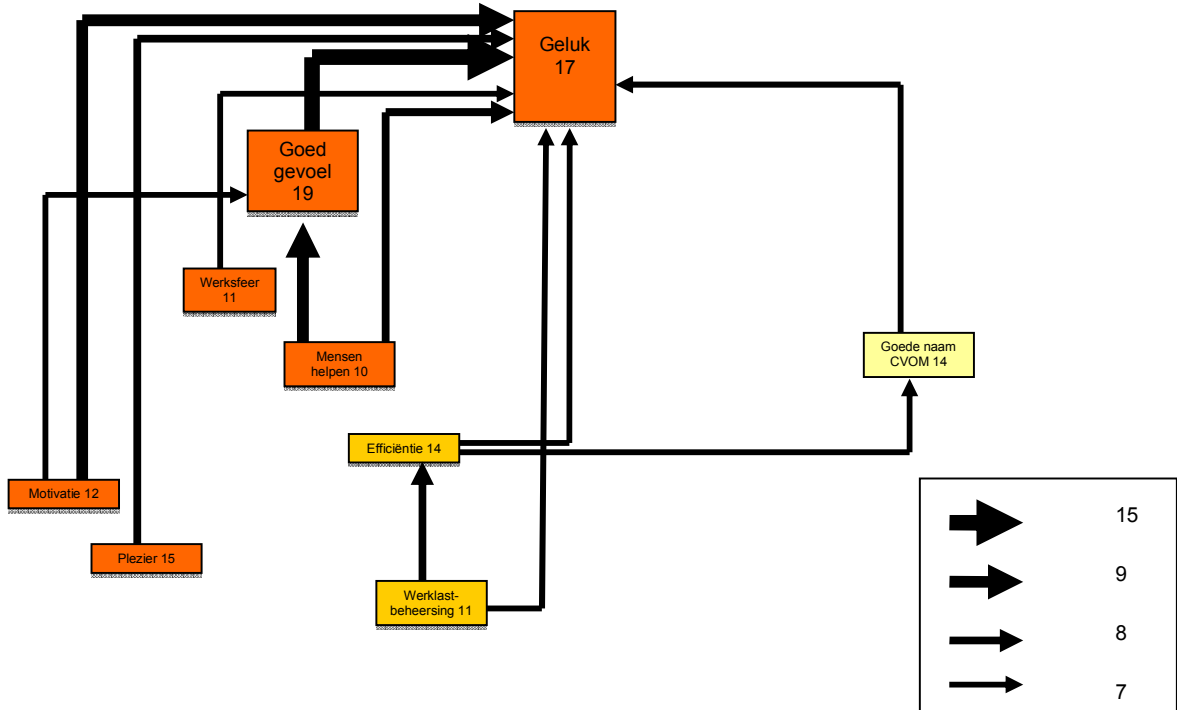 Geluk
17
Goed
gevoel
19
Werksfeer
11
Mensen
helpen 10
Goede naam
CVOM 14
Efficiëntie 14
Motivatie 12
Plezier 15
Werklast-
beheersing 11
15
9
8
7